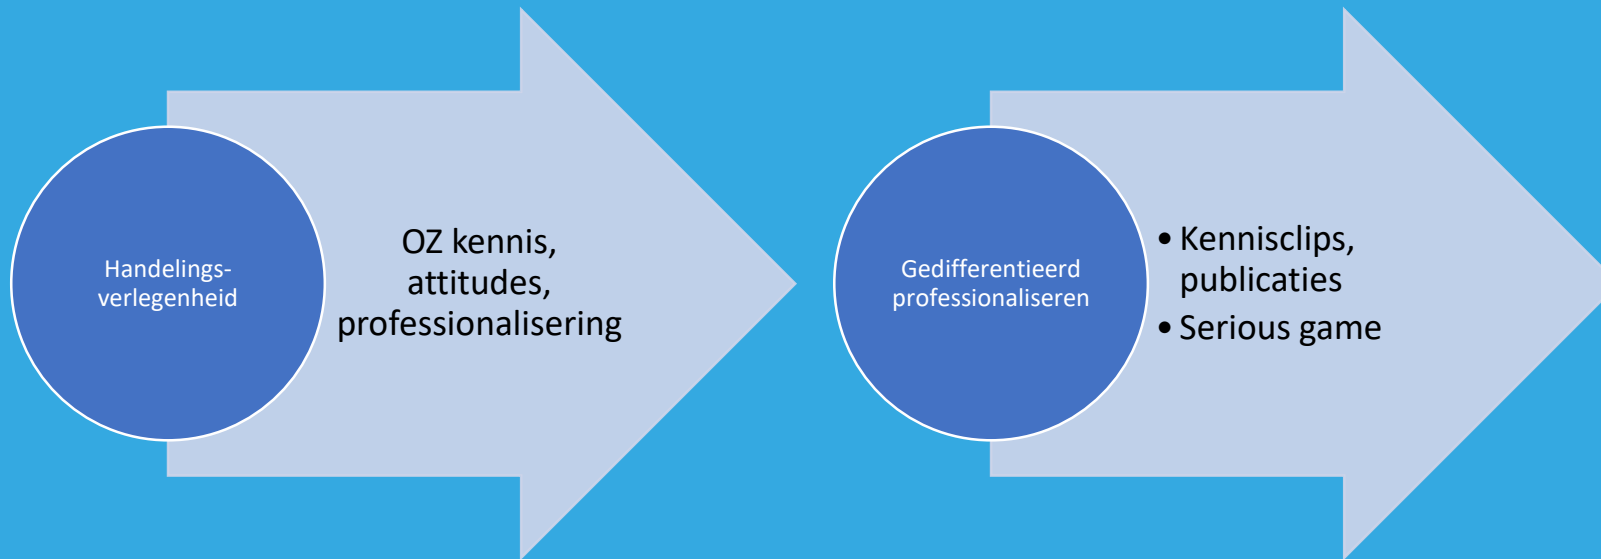 Handelings-
verlegenheid
OZ kennis,
attitudes,
professionalisering
Gedifferentieerd
professionaliseren
• Kennisclips,
publicaties
• Serious game